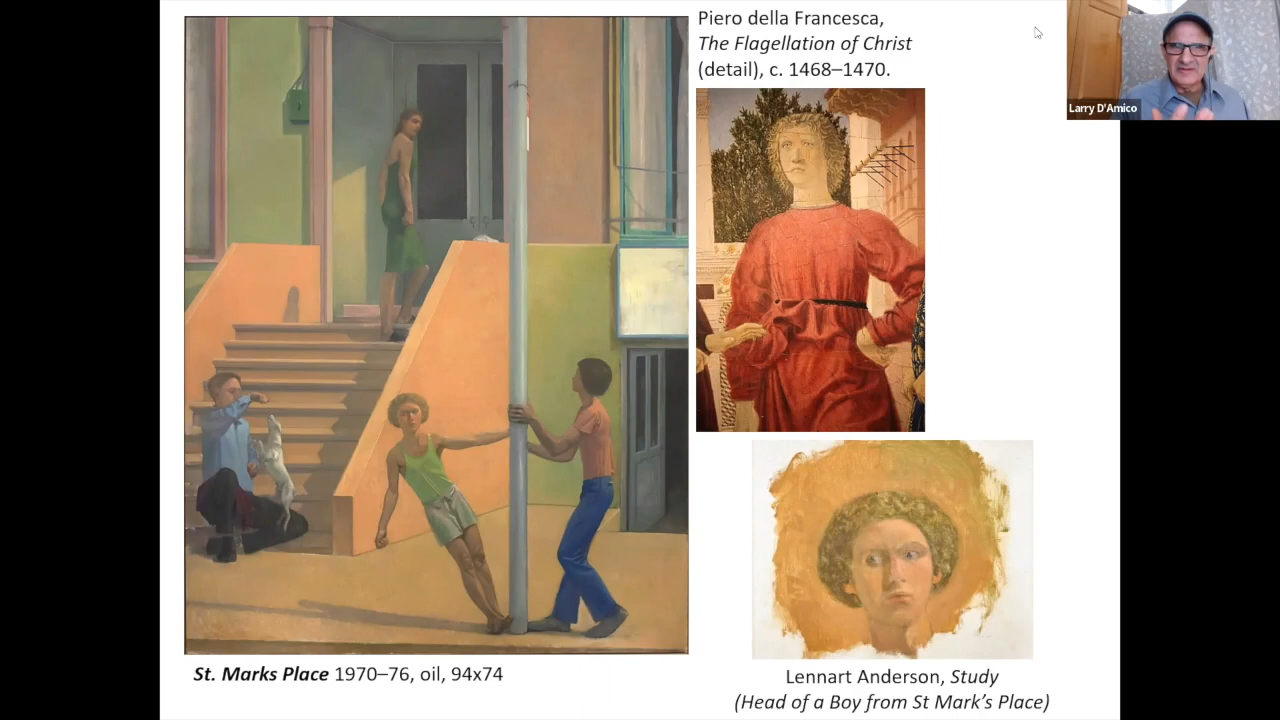 Piero della Francesca,
The Flagellation of Christ
(detail), c. 1468–1470.
Larry D'Amico
St. Marks Place 1970–76, oil, 94x74
Lennart Anderson, Study
(Head of a Boy from St Mark's Place)